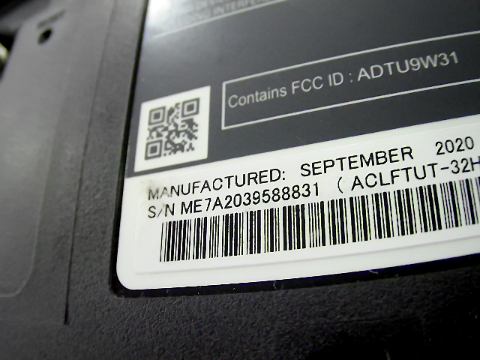 Contains FCC ID : ADTU9W31
MANUFACTURED: SEPTEMBER 2020
S/N ME7A2039588831 ( ACLFTUT-32H